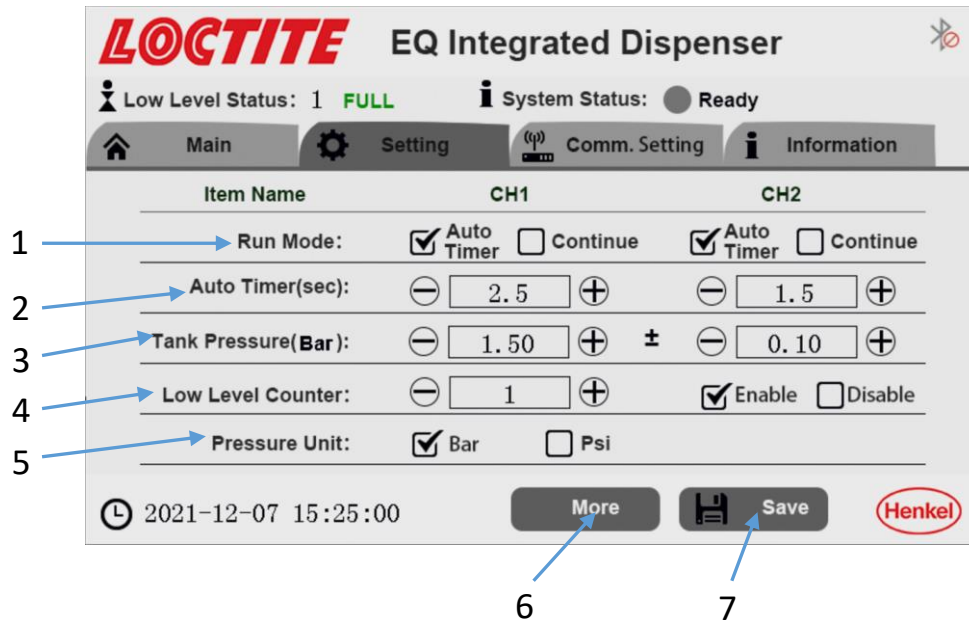 LOCTITE EQ Integrated Dispenser
Low Level Status: 1 FULL System Status: Ready
Main Setting Comm. Setting Information
Item Name CH1 CH2
1 Run Mode: Auto Timer Continue Auto Timer Continue
2 Auto Timer(sec): 2.5 1.5
3 Tank Pressure(Bar): 1.50 ± 0.10
4 Low Level Counter: 1 Enable Disable
5 Pressure Unit: Bar Psi
2021-12-07 15:25:00 More Save Henkel
6 7